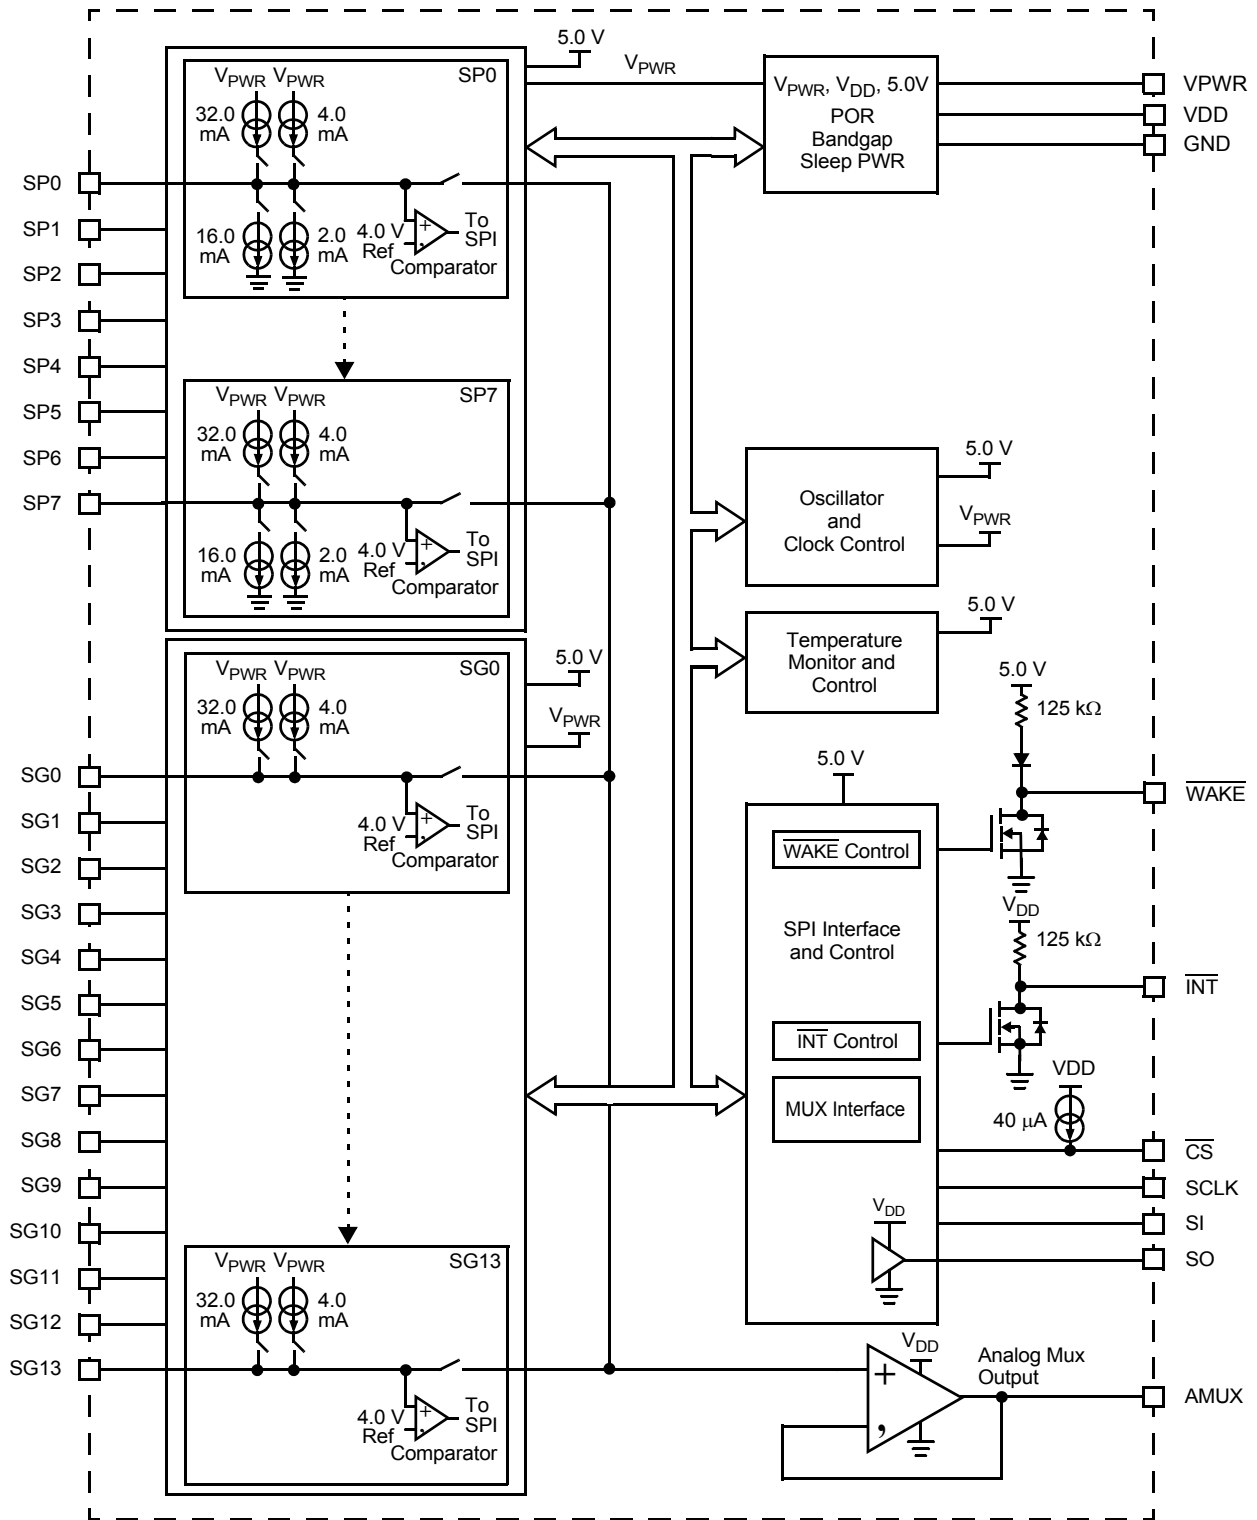 5.0 V
VPWR
VPWR, VDD, 5.0V
POR
Bandgap
Sleep PWR
VPWR
VDD
GND
VPWR VPWR
SP0
32.0
mA
4.0
mA
16.0
mA
2.0
mA
4.0 V
Ref
+
To
SPI
Comparator
SP0
SP1
SP2
SP3
SP4
SP5
SP6
SP7
VPWR VPWR
SP7
32.0
mA
4.0
mA
16.0
mA
2.0
mA
4.0 V
Ref
+
To
SPI
Comparator
5.0 V
VPWR
VPWR VPWR
SG0
32.0
mA
4.0
mA
4.0 V
Ref
+
To
SPI
Comparator
SG0
SG1
SG2
SG3
SG4
SG5
SG6
SG7
SG8
SG9
SG10
SG11
SG12
SG13
VPWR VPWR
SG13
32.0
mA
4.0
mA
4.0 V
Ref
+
To
SPI
Comparator
Oscillator
and
Clock Control
5.0 V
VPWR
Temperature
Monitor and
Control
5.0 V
5.0 V
WAKE Control
SPI Interface
and Control
INT Control
MUX Interface
VDD
5.0 V
125 kΩ
WAKE
VDD
125 kΩ
INT
VDD
40 µA
CS
SCLK
SI
SO
VDD
+
,
Analog Mux
Output
AMUX